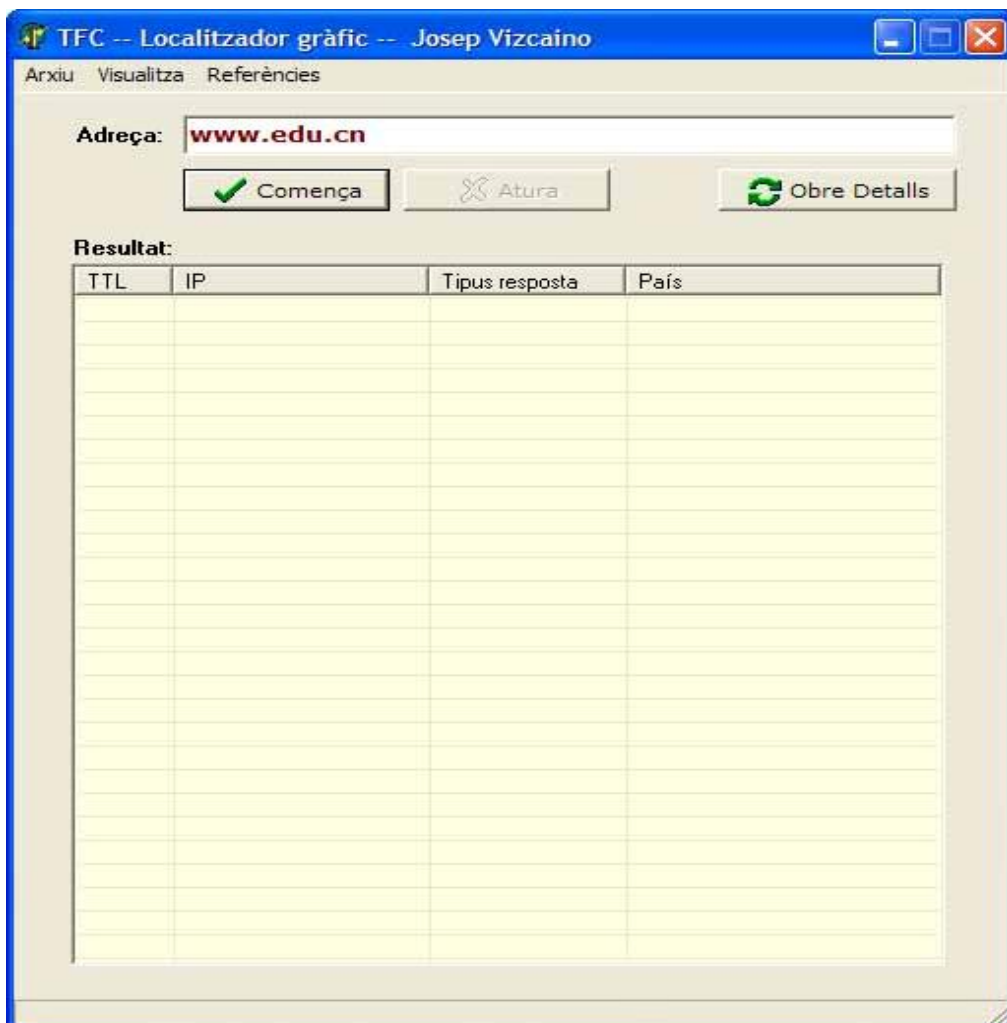 TFC -- Localitzador gràfic -- Josep Vizcaino
Arxiu Visualitza Referències
Adreça: www.edu.cn
Comença Atura Obre Detalls
Resultat:
TTL IP Tipus resposta País